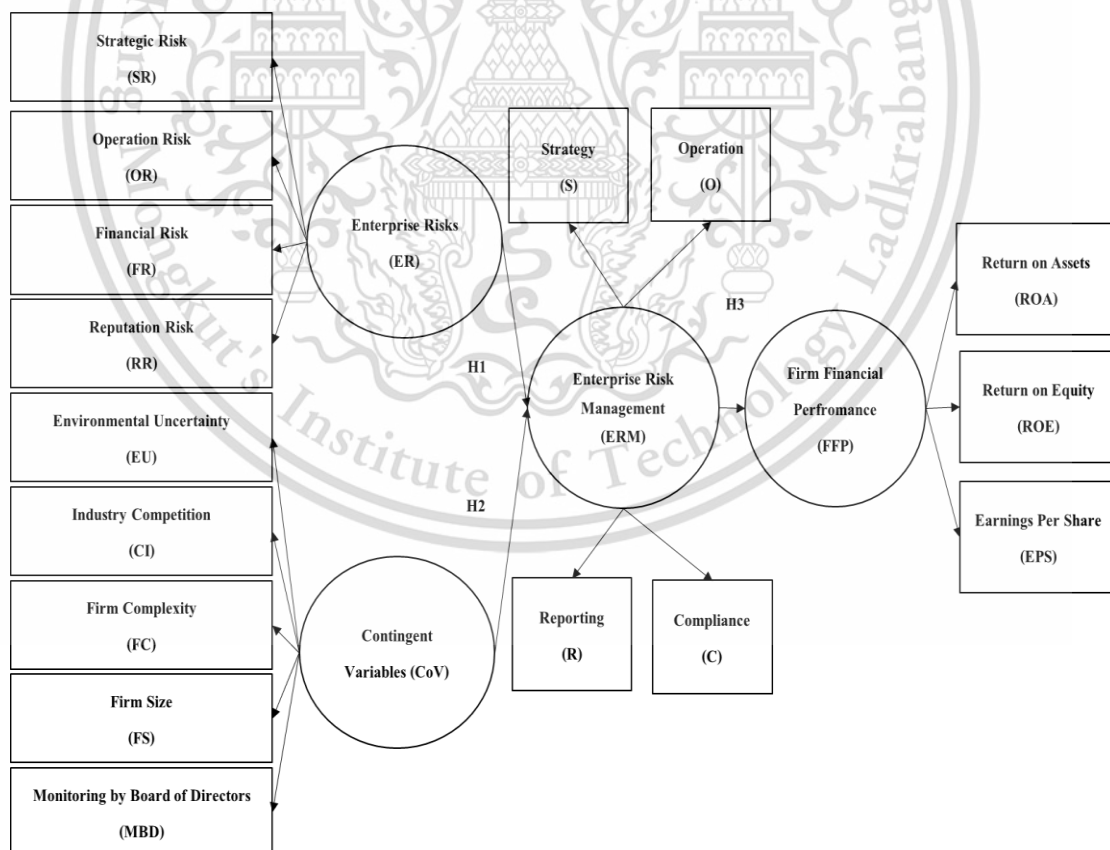 Strategic Risk
(SR)
Operation Risk
(OR)
Financial Risk
(FR)
Reputation Risk
(RR)
Environmental Uncertainty
(EU)
Industry Competition
(CI)
Firm Complexity
(FC)
Firm Size
(FS)
Monitoring by Board of Directors
(MBD)
Enterprise Risks
(ER)
Contingent
Variables (CoV)
H1
H2
Strategy
(S)
Operation
(O)
Enterprise Risk
Management
(ERM)
Reporting
(R)
Compliance
(C)
H3
Firm Financial
Perfromance
(FFP)
Return on Assets
(ROA)
Return on Equity
(ROE)
Earnings Per Share
(EPS)
King Mongkut's Institute of Technology Ladkrabang